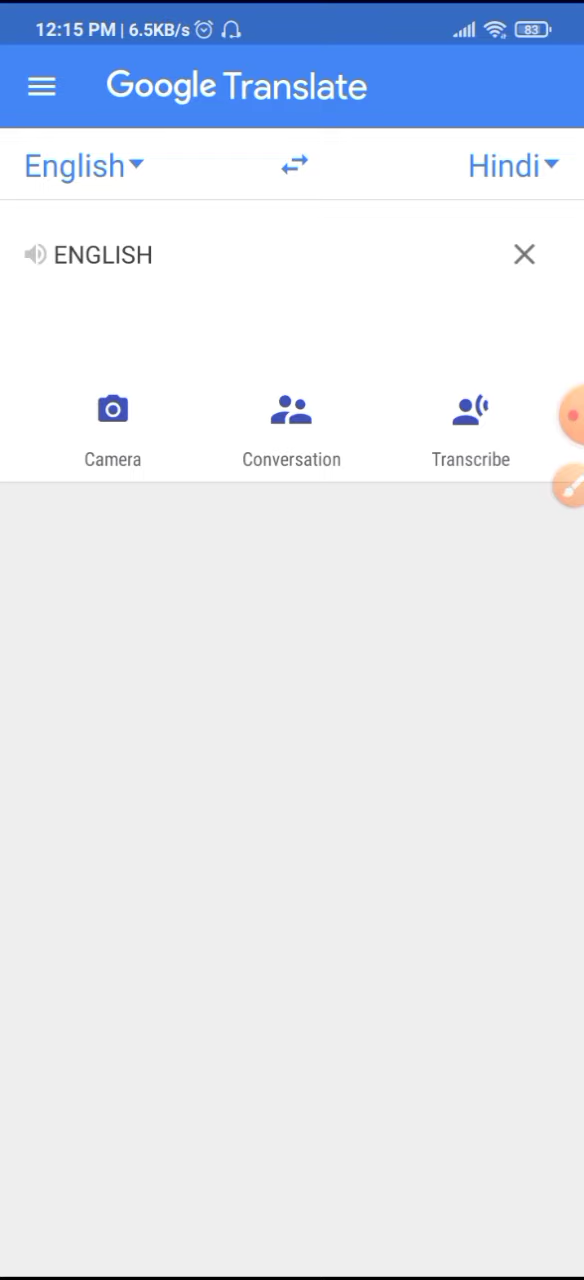 12:15 PM | 6.5KB/s 83
Google Translate
English Hindi
ENGLISH
Camera Conversation Transcribe